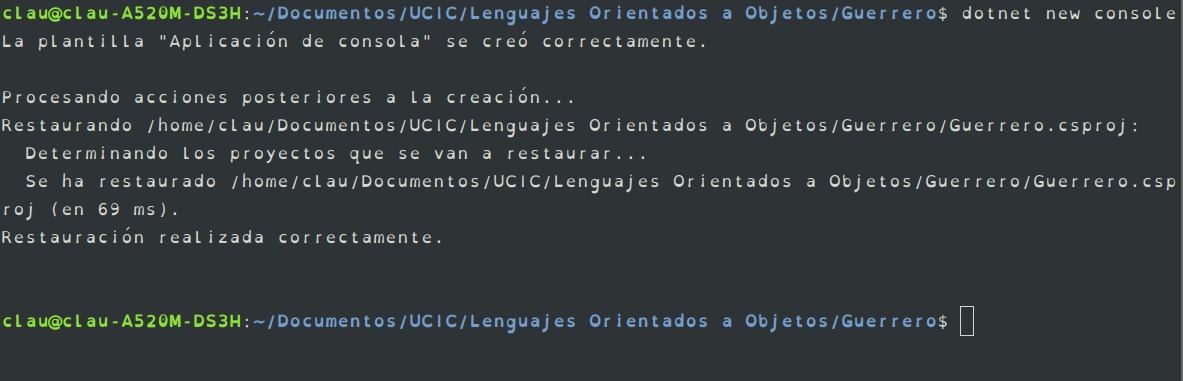 clau@clau-A520M-DS3H:~/Documentos/UCIC/Lenguajes Orientados a Objetos/Guerrero$ dotnet new console
La plantilla "Aplicación de consola" se creó correctamente.
Procesando acciones posteriores a la creación...
Restaurando /home/clau/Documentos/UCIC/Lenguajes Orientados a Objetos/Guerrero/Guerrero.csproj:
  Determinando los proyectos que se van a restaurar...
  Se ha restaurado /home/clau/Documentos/UCIC/Lenguajes Orientados a Objetos/Guerrero/Guerrero.csp
roj (en 69 ms).
Restauración realizada correctamente.
clau@clau-A520M-DS3H:~/Documentos/UCIC/Lenguajes Orientados a Objetos/Guerrero$